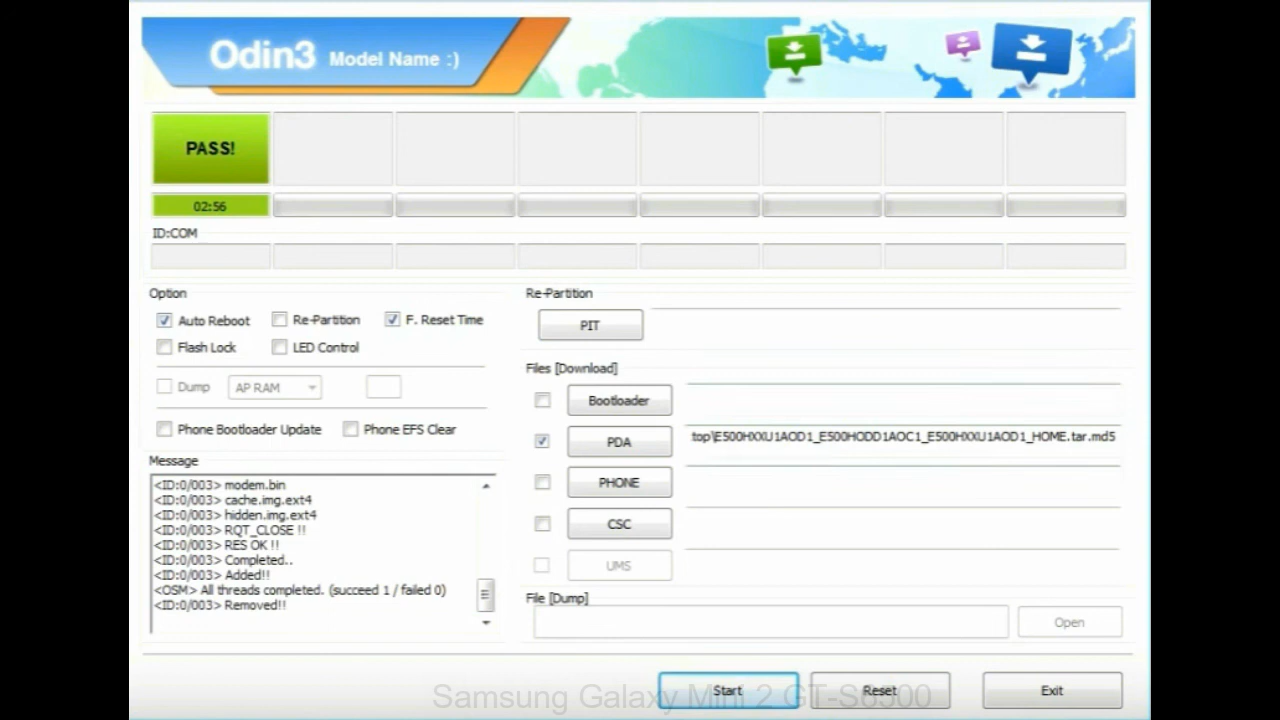 Odin3 Model Name :)
PASS!
02:56
ID:COM
Option
Auto Reboot Re-Partition F. Reset Time
Flash Lock LED Control
Dump AP RAM
Phone Bootloader Update Phone EFS Clear
Message
<ID:0/003> modem.bin
<ID:0/003> cache.img.ext4
<ID:0/003> hidden.img.ext4
<ID:0/003> RQT_CLOSE !!
<ID:0/003> RES OK !!
<ID:0/003> Completed..
<ID:0/003> Added!!
<OSM> All threads completed. (succeed 1 / failed 0)
<ID:0/003> Removed!!
Re-Partition
PIT
Files [Download]
Bootloader
PDA top\E500HXXU1AOD1_E500HODD1AOC1_E500HXXU1AOD1_HOME.tar.md5
PHONE
CSC
UMS
File [Dump]
Open
Start Reset Exit
Samsung Galaxy Mini 2 GT-S6500